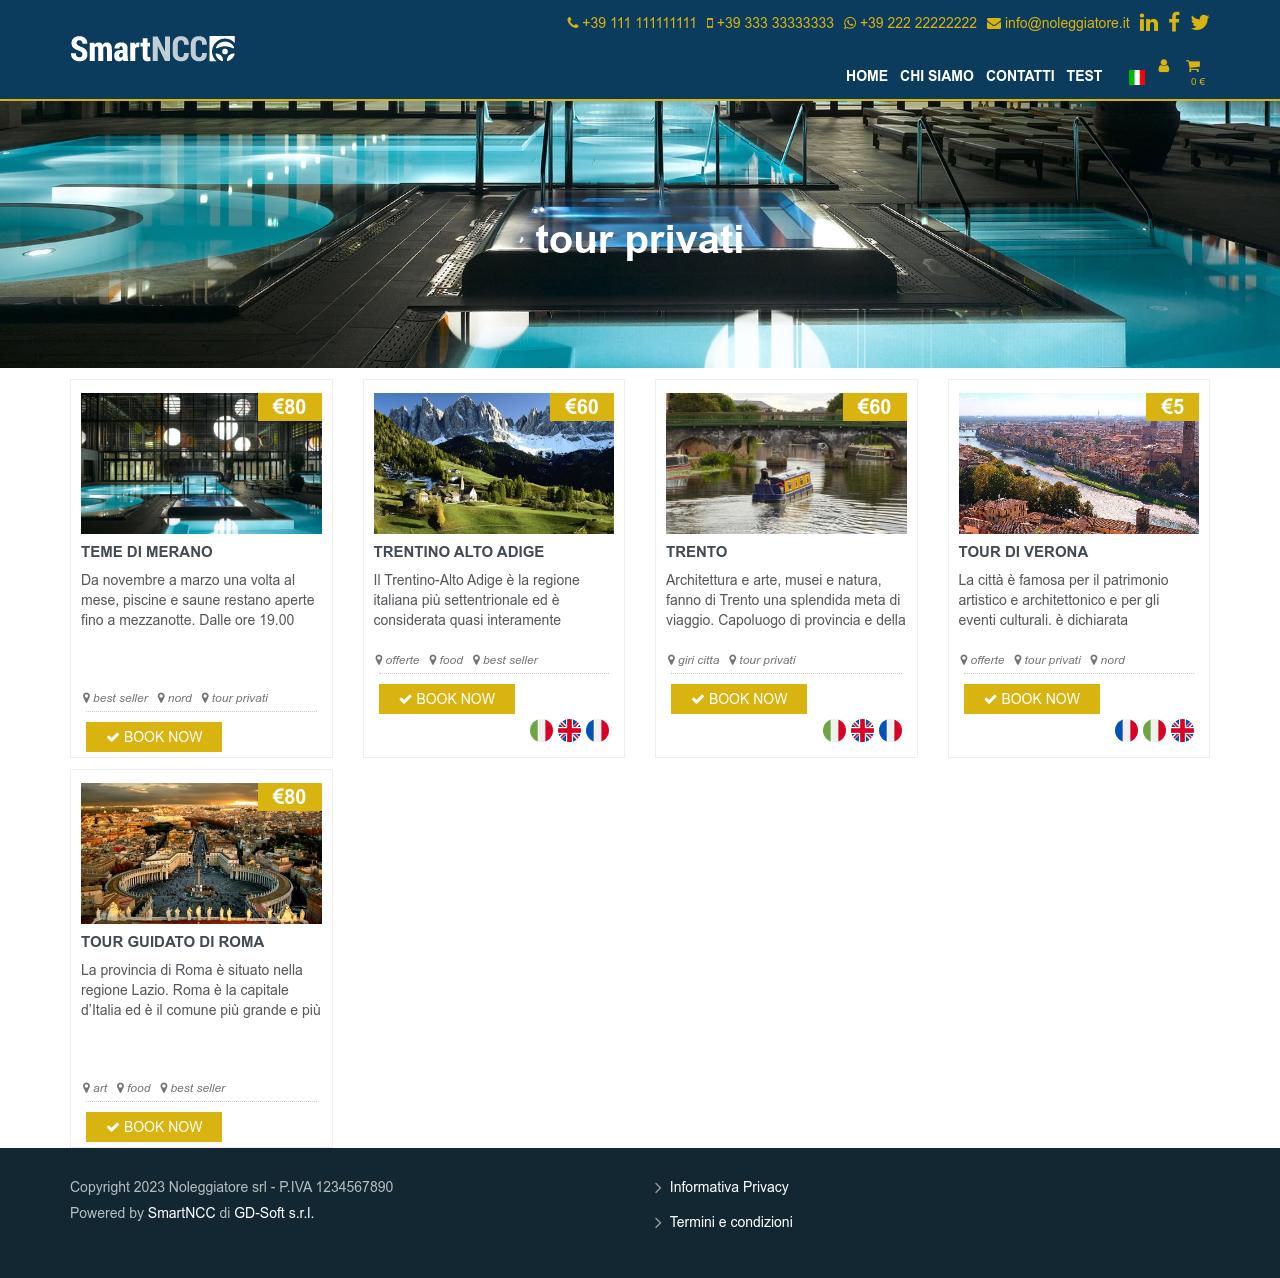 +39 111 111111111 +39 333 33333333 +39 222 22222222 info@noleggiatore.it
SmartNCC
HOME CHI SIAMO CONTATTI TEST
0 €
tour privati
€80
TEME DI MERANO
Da novembre a marzo una volta al
mese, piscine e saune restano aperte
fino a mezzanotte. Dalle ore 19.00
best seller nord tour privati
BOOK NOW
€60
TRENTINO ALTO ADIGE
Il Trentino-Alto Adige è la regione
italiana più settentrionale ed è
considerata quasi interamente
offerte food best seller
BOOK NOW
€60
TRENTO
Architettura e arte, musei e natura,
fanno di Trento una splendida meta di
viaggio. Capoluogo di provincia e della
giri citta tour privati
BOOK NOW
€5
TOUR DI VERONA
La città è famosa per il patrimonio
artistico e architettonico e per gli
eventi culturali. è dichiarata
offerte tour privati nord
BOOK NOW
€80
TOUR GUIDATO DI ROMA
La provincia di Roma è situato nella
regione Lazio. Roma è la capitale
d'Italia ed è il comune più grande e più
art food best seller
BOOK NOW
Copyright 2023 Noleggiatore srl - P.IVA 1234567890
Powered by SmartNCC di GD-Soft s.r.l.
Informativa Privacy
Termini e condizioni